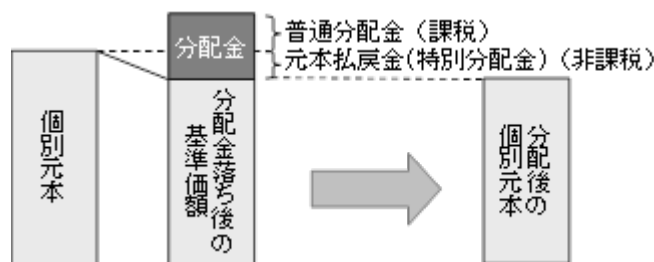 普通分配金（課税）
分配金
元本払戻金(特別分配金)（非課税）
個別元本
分配金落ち後の
基準価額
分配後の
個別元本